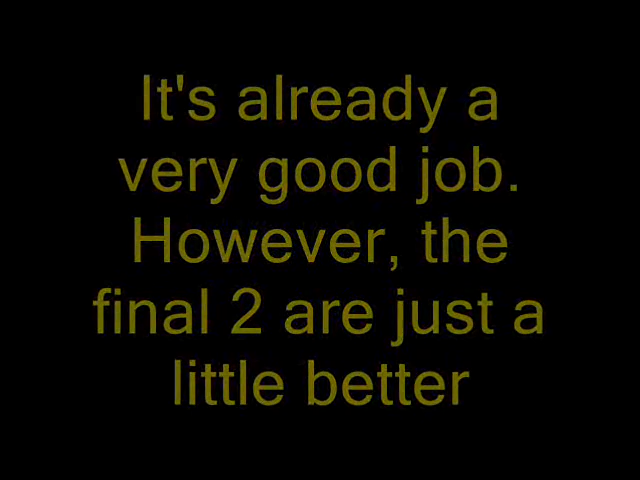 It's already a
very good job.
However, the
final 2 are just a
little better